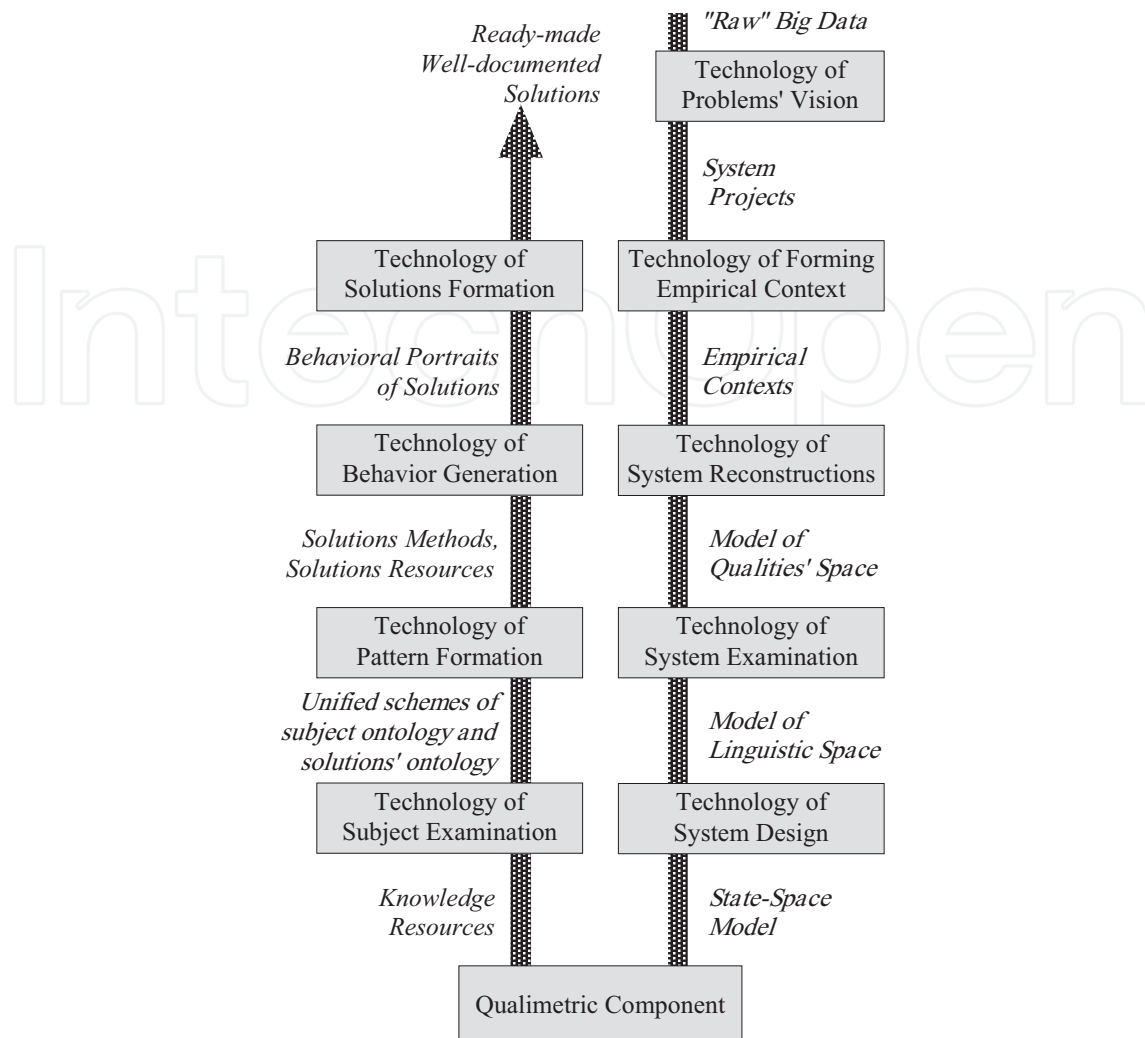 "Raw" Big Data
Technology of
Problems' Vision
System
Projects
Technology of Forming
Empirical Context
Empirical
Contexts
Technology of
System Reconstructions
Model of
Qualities' Space
Technology of
System Examination
Model of
Linguistic Space
Technology of
System Design
State-Space
Model
Qualimetric Component
Knowledge
Resources
Technology of
Subject Examination
Unified schemes of
subject ontology and
solutions' ontology
Technology of
Pattern Formation
Solutions Methods,
Solutions Resources
Technology of
Behavior Generation
Behavioral Portraits
of Solutions
Technology of
Solutions Formation
Ready-made
Well-documented
Solutions
IntechOpen